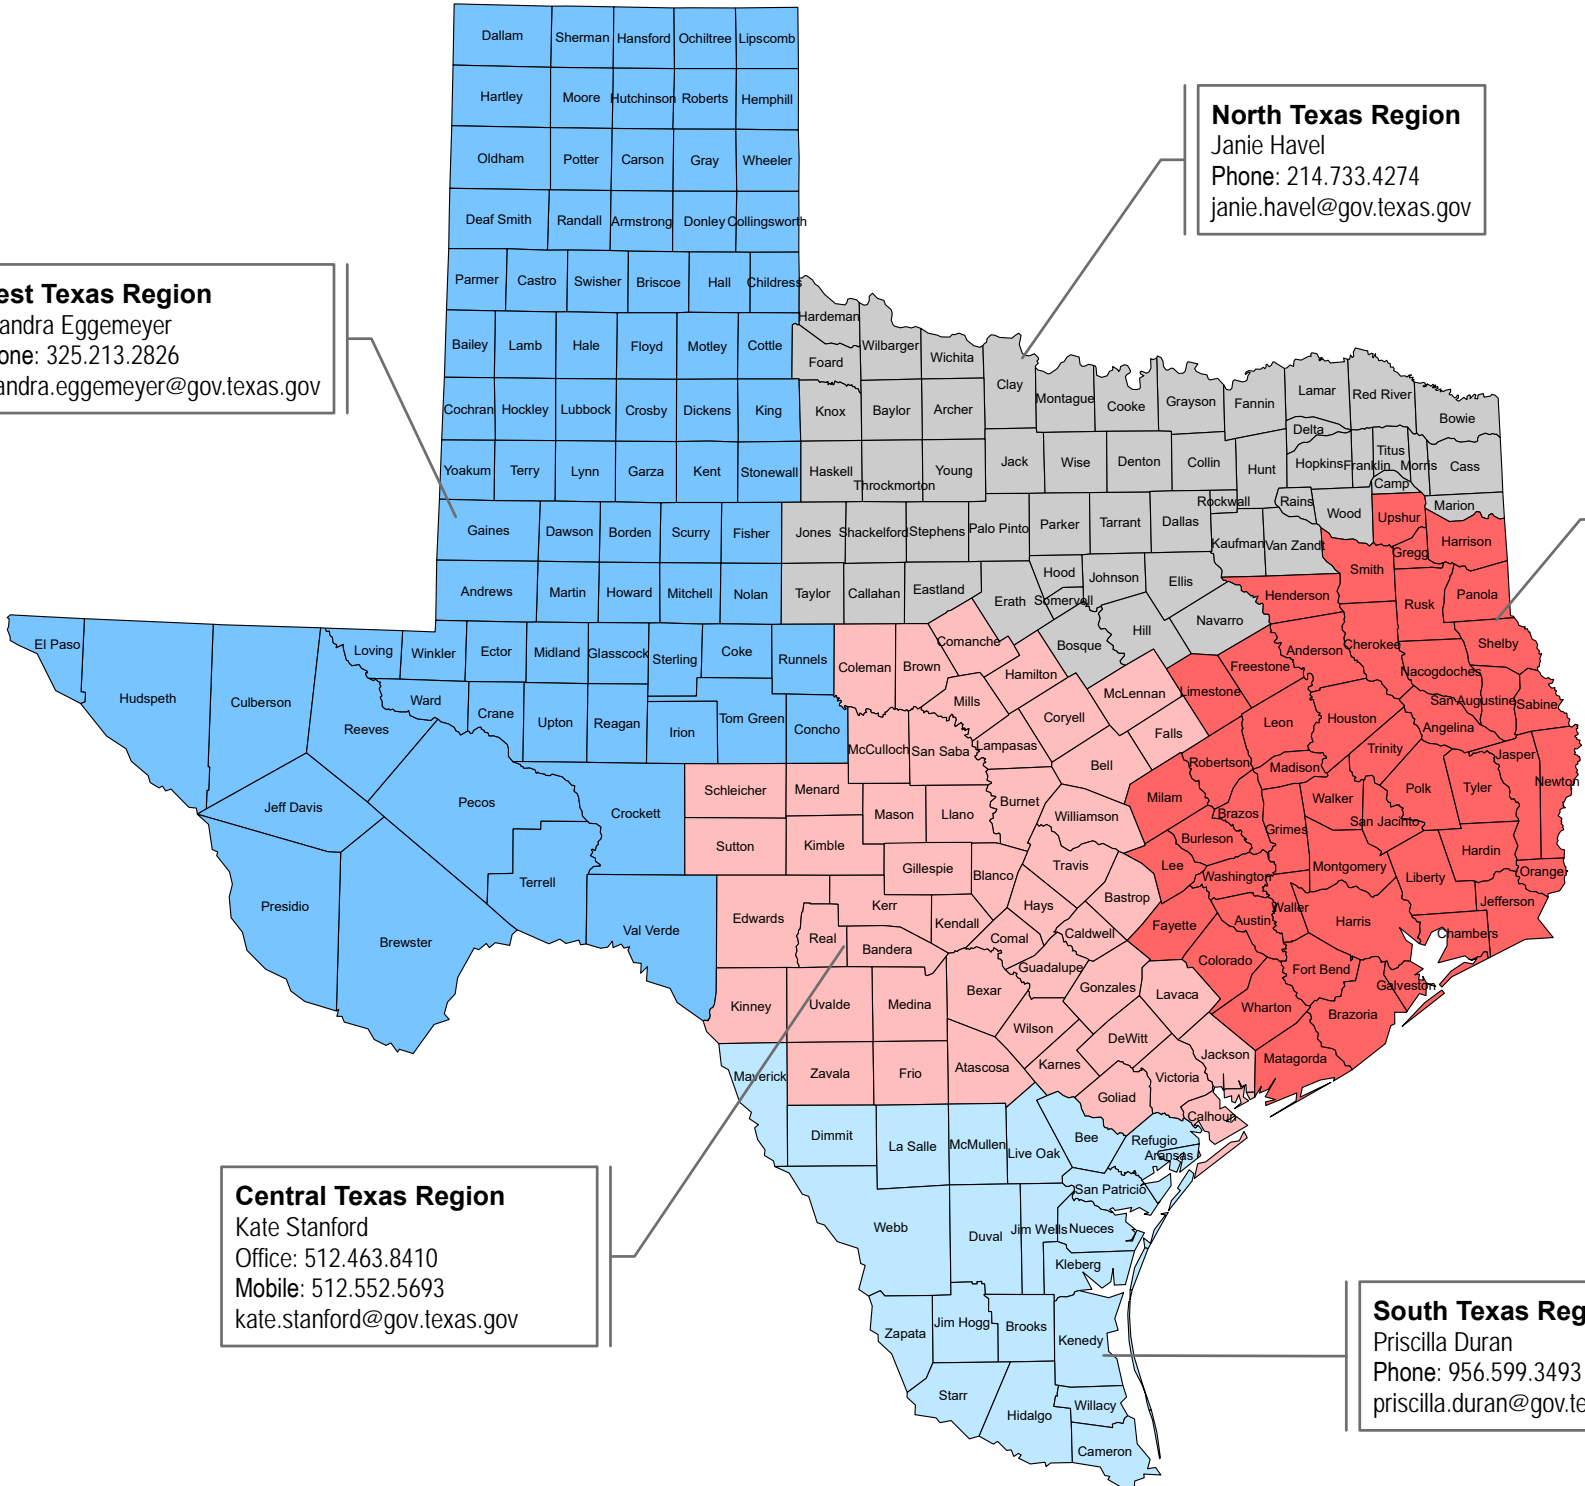 Dallam Sherman Hansford Ochiltree Lipscomb
Hartley Moore Hutchinson Roberts Hemphill
Oldham Potter Carson Gray Wheeler
Deaf Smith Randall Armstrong Donley Collingsworth
Parmer Castro Swisher Briscoe Hall Childress
Bailey Lamb Hale Floyd Motley Cottle
Cochran Hockley Lubbock Crosby Dickens King
Yoakum Terry Lynn Garza Kent Stonewall
Gaines Dawson Borden Scurry Fisher
Andrews Martin Howard Mitchell Nolan
El Paso Hudspeth Culberson Loving Winkler Ector Midland Glasscock Sterling Coke Runnels
Reeves Ward Crane Upton Reagan Irion Tom Green Concho
Jeff Davis Pecos Crockett
Presidio Brewster Terrell Val Verde
North Texas Region
Janie Havel
Phone: 214.733.4274
janie.havel@gov.texas.gov
est Texas Region
andra Eggemeyer
one: 325.213.2826
andra.eggemeyer@gov.texas.gov
Hardeman Foard Wilbarger Wichita Clay Montague Cooke Grayson Fannin Lamar Red River Bowie
Knox Baylor Archer Delta
Haskell Throckmorton Young Jack Wise Denton Collin Hunt Hopkins Franklin Titus Morris Cass
Camp Marion
Rockwall Rains Wood
Jones Shackelford Stephens Palo Pinto Parker Tarrant Dallas Kaufman Van Zandt
Taylor Callahan Eastland Erath Hood Somervell Johnson Ellis
Bosque Hill Navarro
Upshur Gregg Harrison
Smith Rusk Panola
Henderson Anderson Cherokee Shelby
Freestone Limestone Nacogdoches San Augustine Sabine
Leon Houston Angelina
Robertson Madison Trinity Polk Tyler Jasper Newton
Milam Brazos Grimes Walker San Jacinto
Burleson Lee Washington Montgomery Liberty Hardin Orange
Fayette Austin Waller Harris Chambers Jefferson
Colorado Fort Bend Galveston
Wharton Brazoria
Matagorda
Coleman Brown Comanche Hamilton
Mills McLennan
McCulloch San Saba Lampasas Coryell Falls
Bell
Schleicher Menard Mason Llano Burnet Williamson
Sutton Kimble Gillespie Blanco Travis
Edwards Real Kerr Kendall Hays Bastrop
Bandera Comal Caldwell
Guadalupe
Kinney Uvalde Medina Bexar Gonzales Lavaca
Wilson DeWitt Jackson
Zavala Frio Atascosa Karnes Victoria
Goliad Calhoun
Maverick
Dimmit La Salle McMullen Live Oak Bee Refugio
Aransas
San Patricio
Webb Duval Jim Wells Nueces
Kleberg
Zapata Jim Hogg Brooks Kenedy
Starr Hidalgo Willacy
Cameron
Central Texas Region
Kate Stanford
Office: 512.463.8410
Mobile: 512.552.5693
kate.stanford@gov.texas.gov
South Texas Reg
Priscilla Duran
Phone: 956.599.3493
priscilla.duran@gov.te